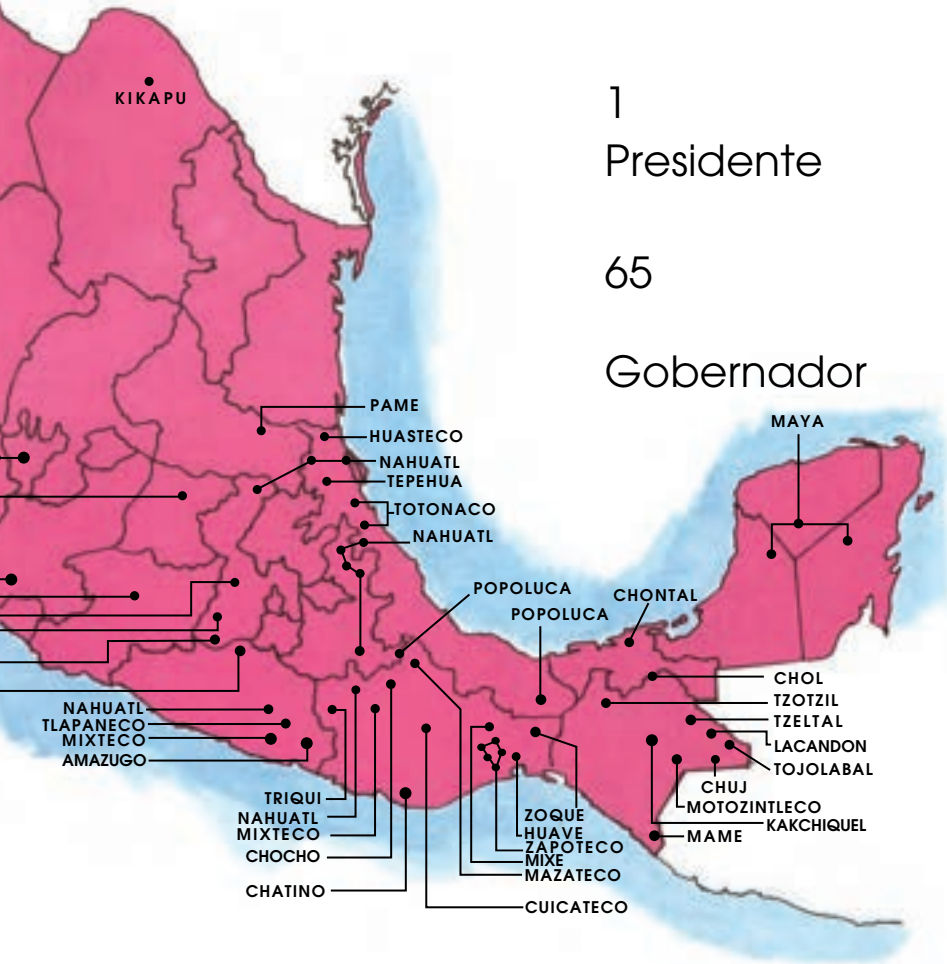 KIKAPU
1
Presidente
65
Gobernador
PAME
HUASTECO
NAHUATL
TEPEHUA
TOTONACO
NAHUATL
MAYA
POPOLUCA
POPOLUCA
CHONTAL
CHOL
TZOTZIL
TZELTAL
LACANDON
TOJOLABAL
CHUJ
MOTOZINTLECO
KAKCHIQUEL
MAME
NAHUATL
TLAPANECO
MIXTECO
AMAZUGO
TRIQUI
NAHUATL
MIXTECO
CHOCHO
CHATINO
ZOQUE
HUAVE
ZAPOTECO
MIXE
MAZATECO
CUICATECO